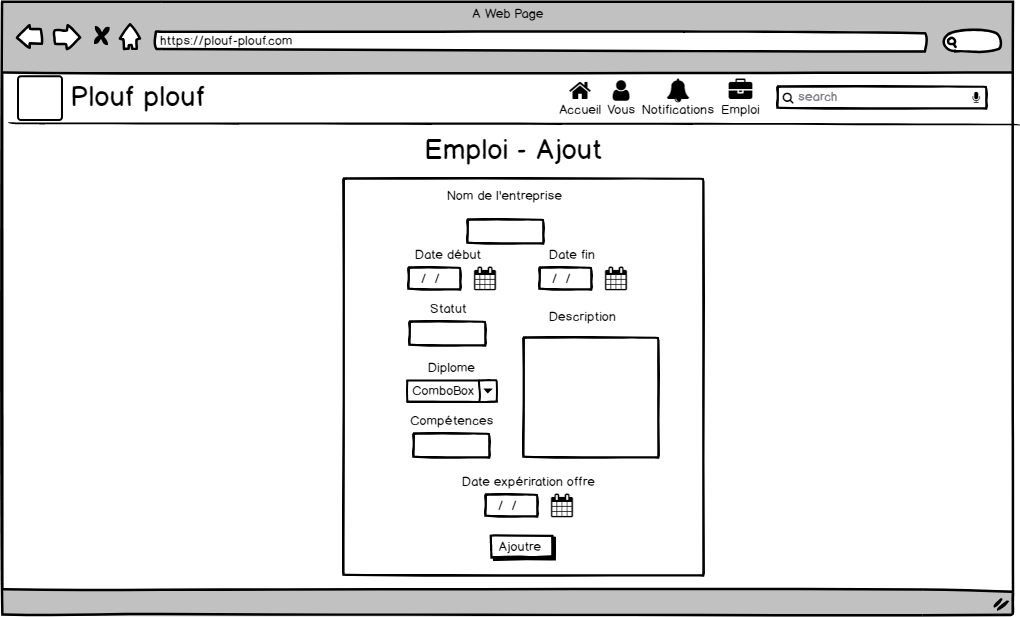 A Web Page
https://plouf-plouf.com
Plouf plouf
Accueil Vous Notifications Emploi
search
Emploi - Ajout
Nom de l'entreprise
Date début Date fin
/ / / /
Statut
Description
Diplome
ComboBox
Compétences
Date expériration offre
/ /
Ajoutre